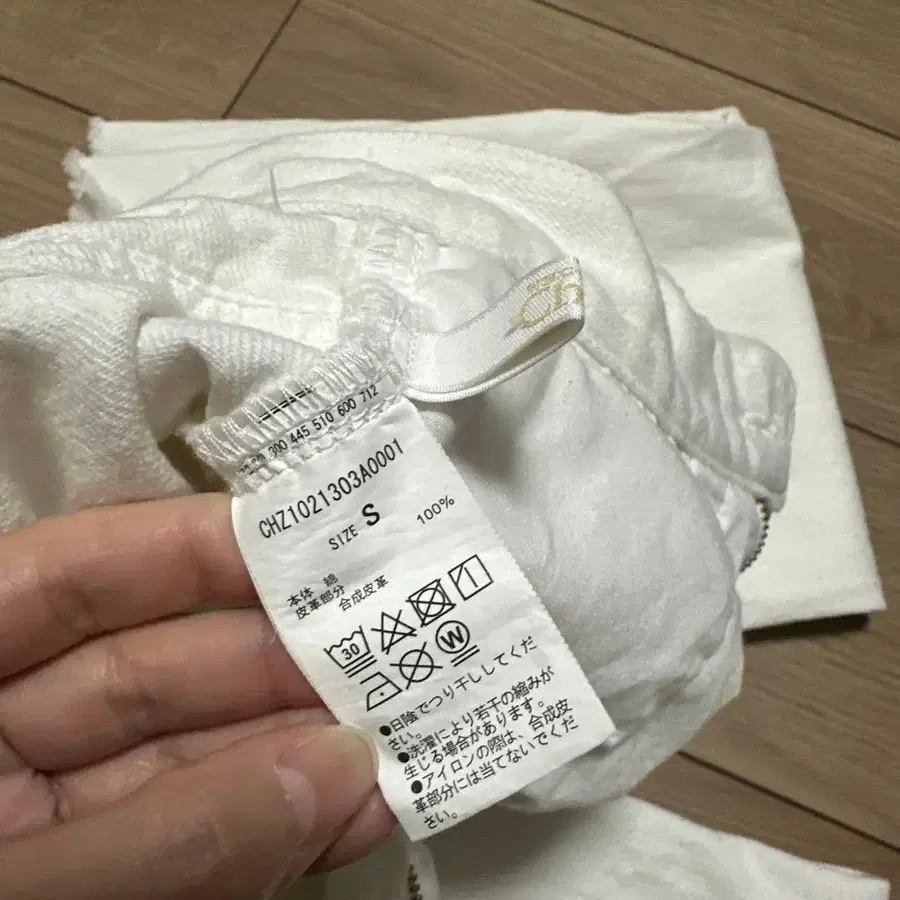 300 445 510 600 712
CHZ1021303A0001
SIZE S
100%
本体 綿
皮革部分 合成皮革
30
W
●日陰でつり干ししてくだ
さい。
●洗濯により若干の縮みが
生じる場合があります。
●アイロンの際は、合成皮
革部分には当てないでくだ
さい。